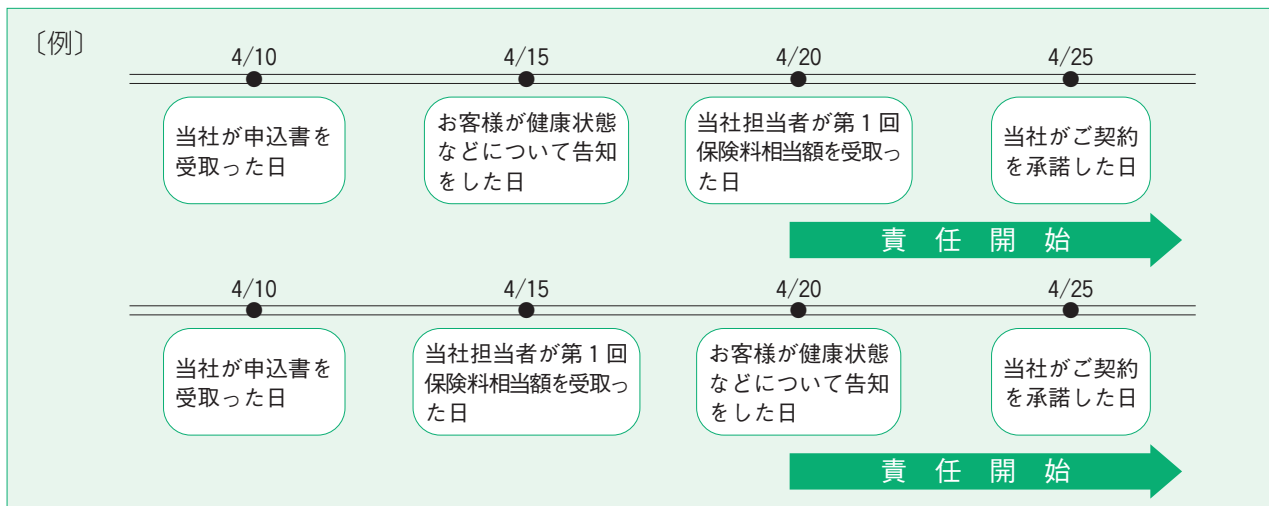 〔例〕
4/10 4/15 4/20 4/25
当社が申込書を
受取った日
お客様が健康状態
などについて告知
をした日
当社担当者が第1回
保険料相当額を受取っ
た日
当社がご契約
を承諾した日
責任開始
4/10 4/15 4/20 4/25
当社が申込書を
受取った日
当社担当者が第1回
保険料相当額を受取っ
た日
お客様が健康状態
などについて告知
をした日
当社がご契約
を承諾した日
責任開始